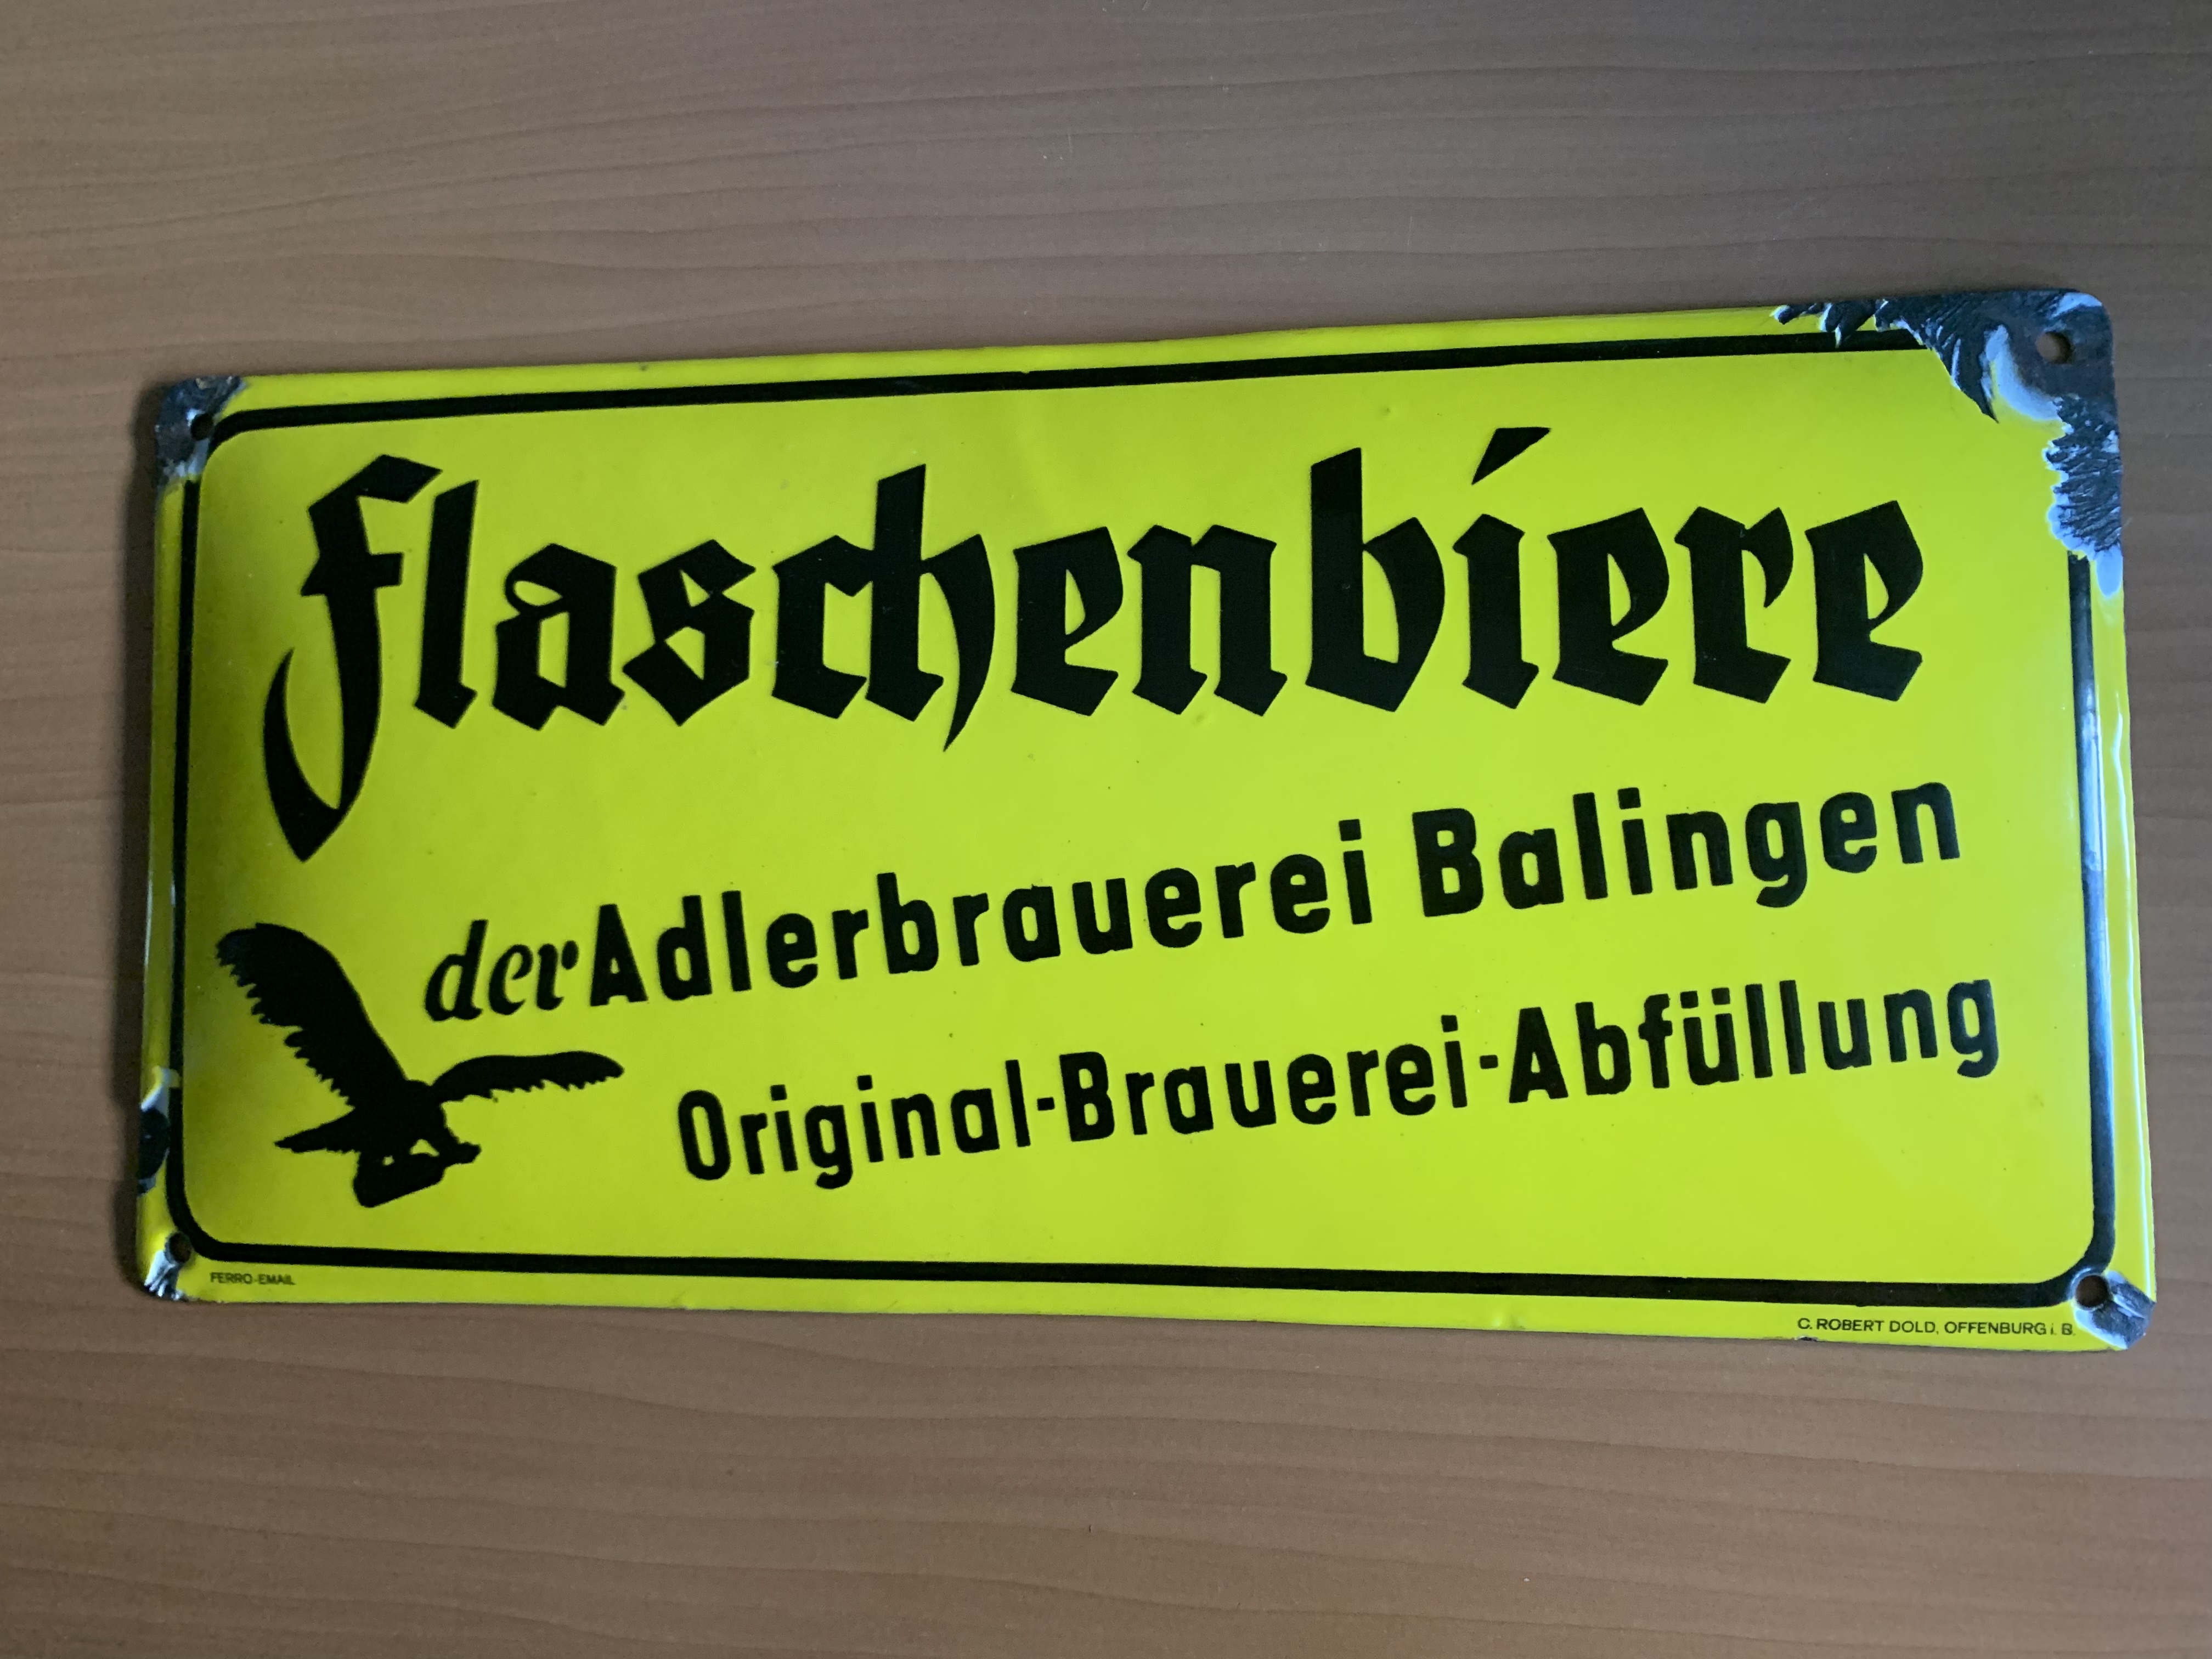 Flaschenbiere
der Adlerbrauerei Balingen
Original-Brauerei-Abfüllung
FERRO-EMAIL
C. ROBERT DOLD, OFFENBURG i. B.